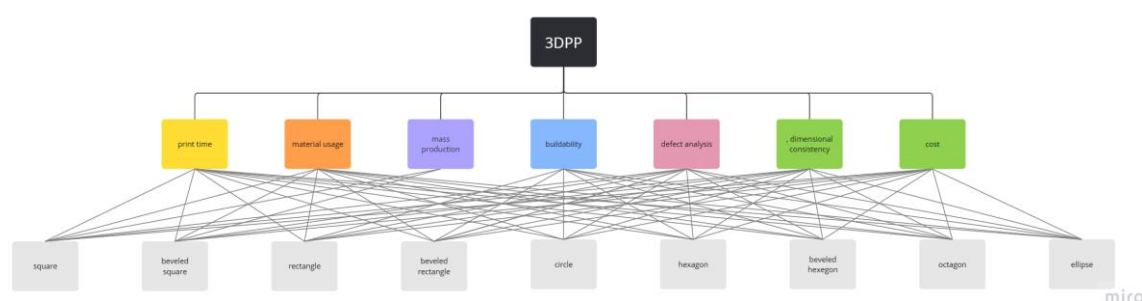 3DPP
print time
material usage
mass
production
buildability
defect analysis
, dimensional
consistency
cost
square
beveled
square
rectangle
beveled
rectangle
circle
hexagon
beveled
hexegon
octagon
ellipse
miro